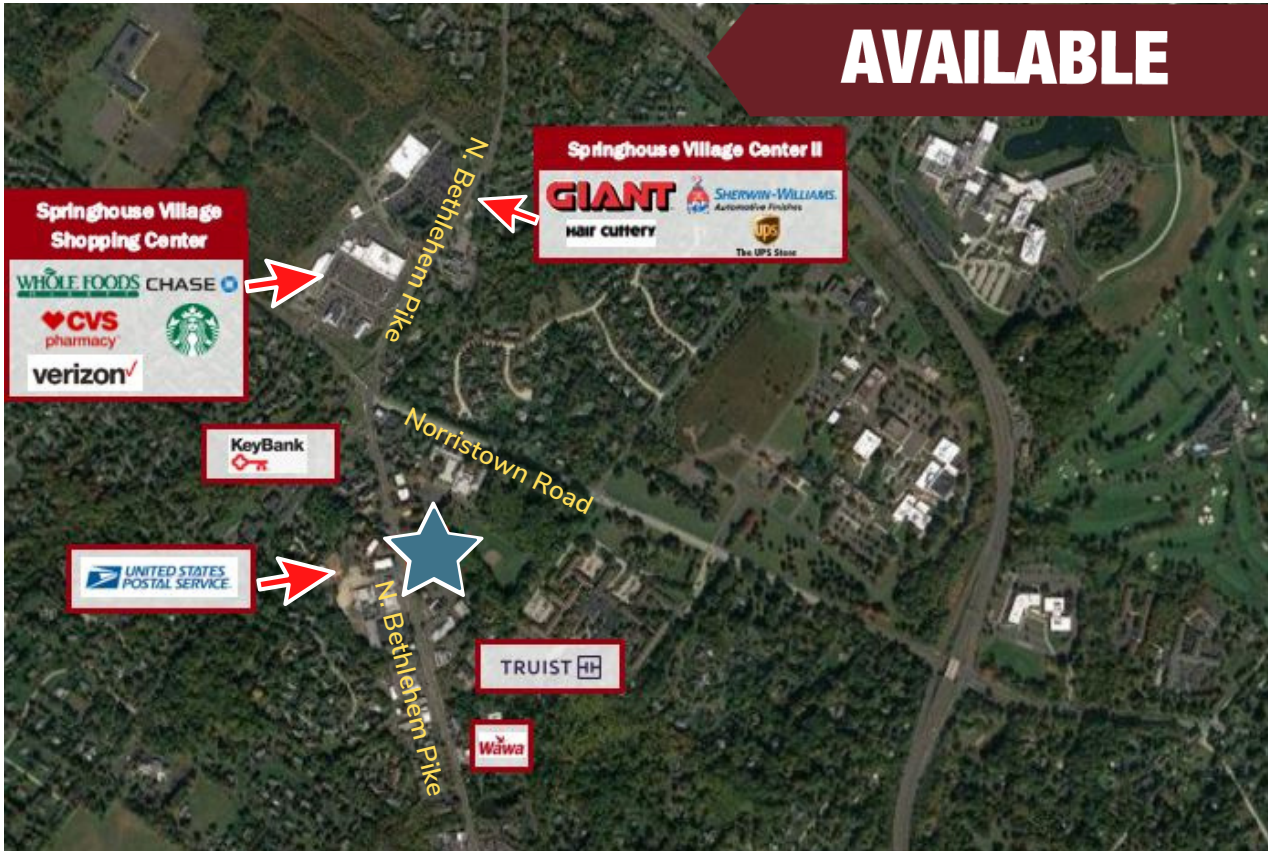 AVAILABLE
N. Bethlehem Pike
Springhouse Village Center II
GIANT
SHERWIN-WILLIAMS.
Automotive Finishes
Hair Cuttery
ups
The UPS Store
Springhouse Village
Shopping Center
WHOLE FOODS
MARKET
CHASE
CVS
pharmacy
verizon
Norristown Road
KeyBank
UNITED STATES
POSTAL SERVICE
N. Bethlehem Pike
TRUIST
Wawa